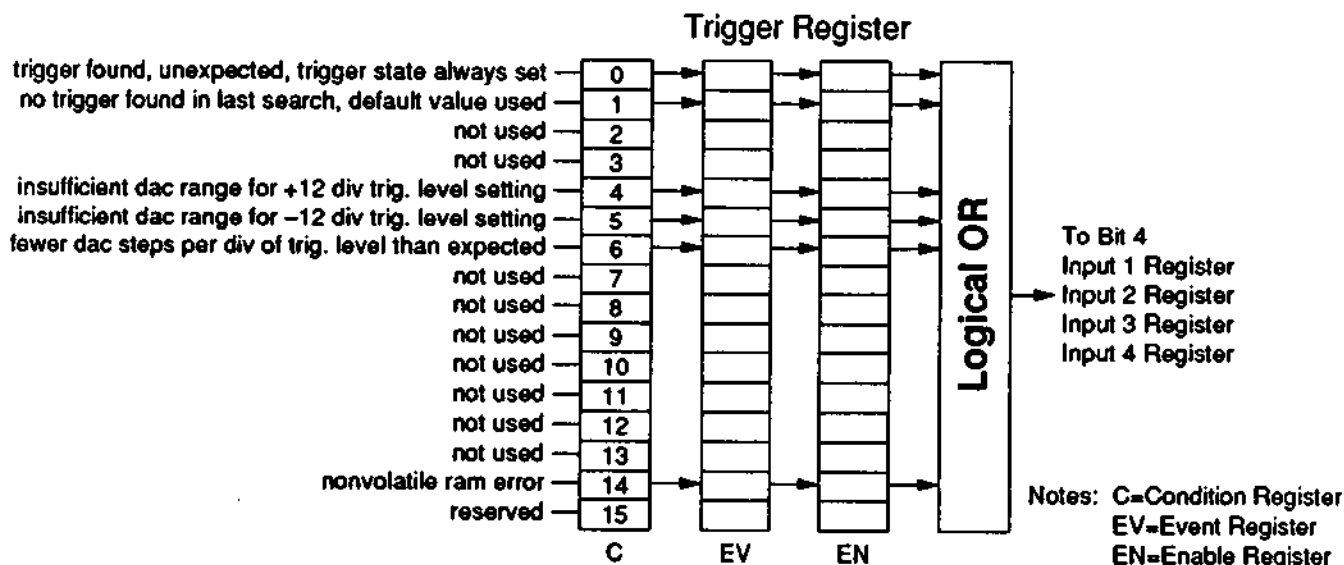 Trigger Register
trigger found, unexpected, trigger state always set 0
no trigger found in last search, default value used 1
not used 2
not used 3
insufficient dac range for +12 div trig. level setting 4
insufficient dac range for −12 div trig. level setting 5
fewer dac steps per div of trig. level than expected 6
not used 7
not used 8
not used 9
not used 10
not used 11
not used 12
not used 13
nonvolatile ram error 14
reserved 15
C EV EN
Logical OR
To Bit 4
Input 1 Register
Input 2 Register
Input 3 Register
Input 4 Register
Notes: C=Condition Register
EV=Event Register
EN=Enable Register